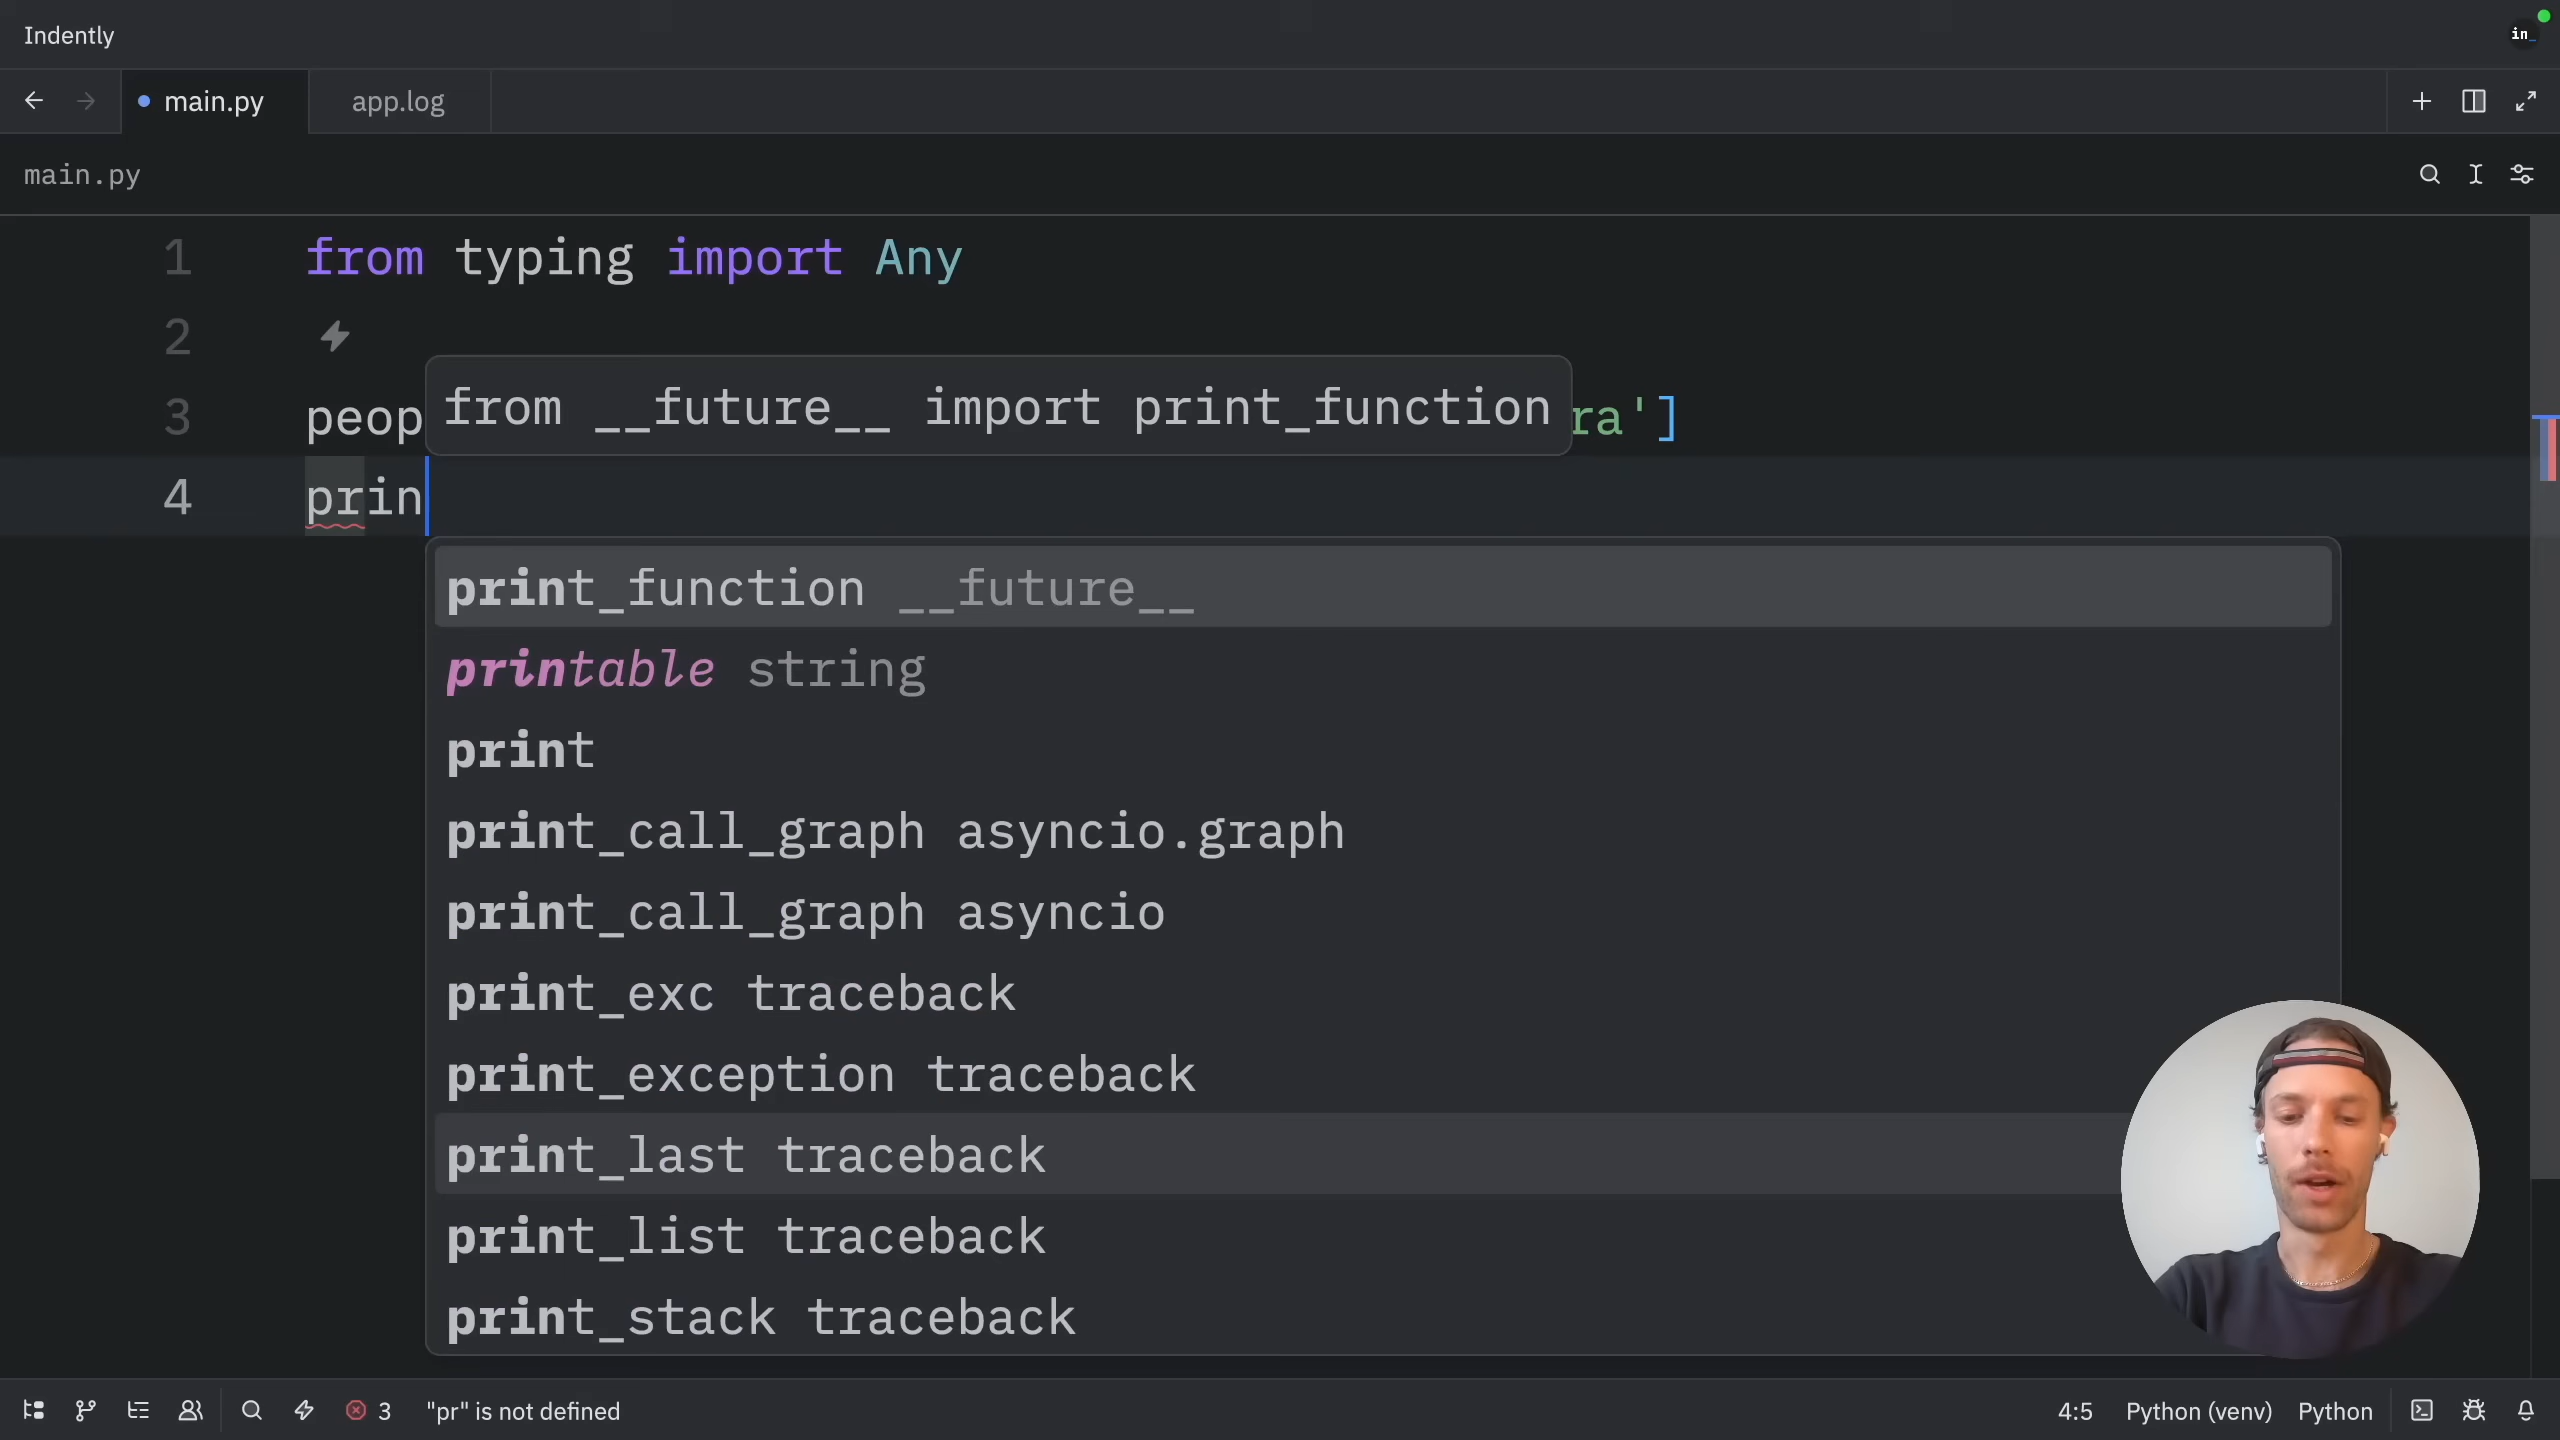 Indently
in_
main.py
app.log
main.py
1 from typing import Any
2
from __future__ import print_function
3 peop ra']
4 prin
print_function __future__
printable string
print
print_call_graph asyncio.graph
print_call_graph asyncio
print_exc traceback
print_exception traceback
print_last traceback
print_list traceback
print_stack traceback
3 "pr" is not defined 4:5 Python (venv) Python